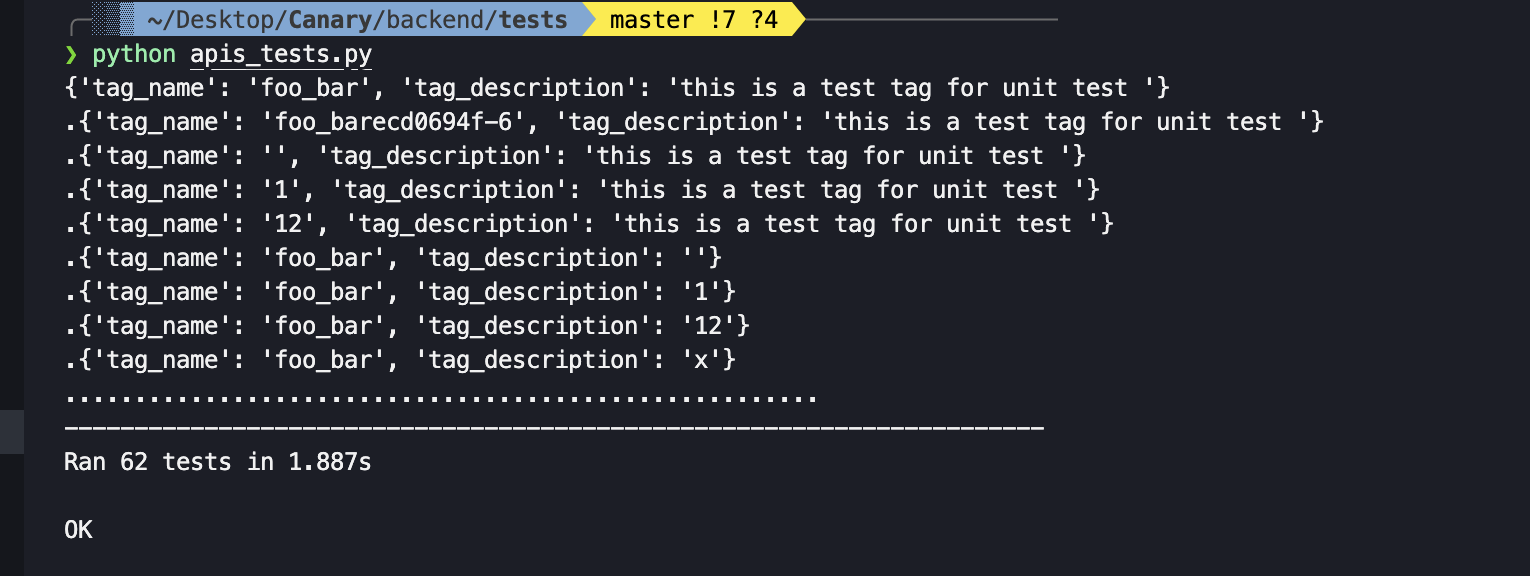 ~/Desktop/Canary/backend/tests master !7 ?4
❯ python apis_tests.py
{'tag_name': 'foo_bar', 'tag_description': 'this is a test tag for unit test '}
.{'tag_name': 'foo_barecd0694f-6', 'tag_description': 'this is a test tag for unit test '}
.{'tag_name': '', 'tag_description': 'this is a test tag for unit test '}
.{'tag_name': '1', 'tag_description': 'this is a test tag for unit test '}
.{'tag_name': '12', 'tag_description': 'this is a test tag for unit test '}
.{'tag_name': 'foo_bar', 'tag_description': ''}
.{'tag_name': 'foo_bar', 'tag_description': '1'}
.{'tag_name': 'foo_bar', 'tag_description': '12'}
.{'tag_name': 'foo_bar', 'tag_description': 'x'}
......................................................
----------------------------------------------------------------------
Ran 62 tests in 1.887s
OK